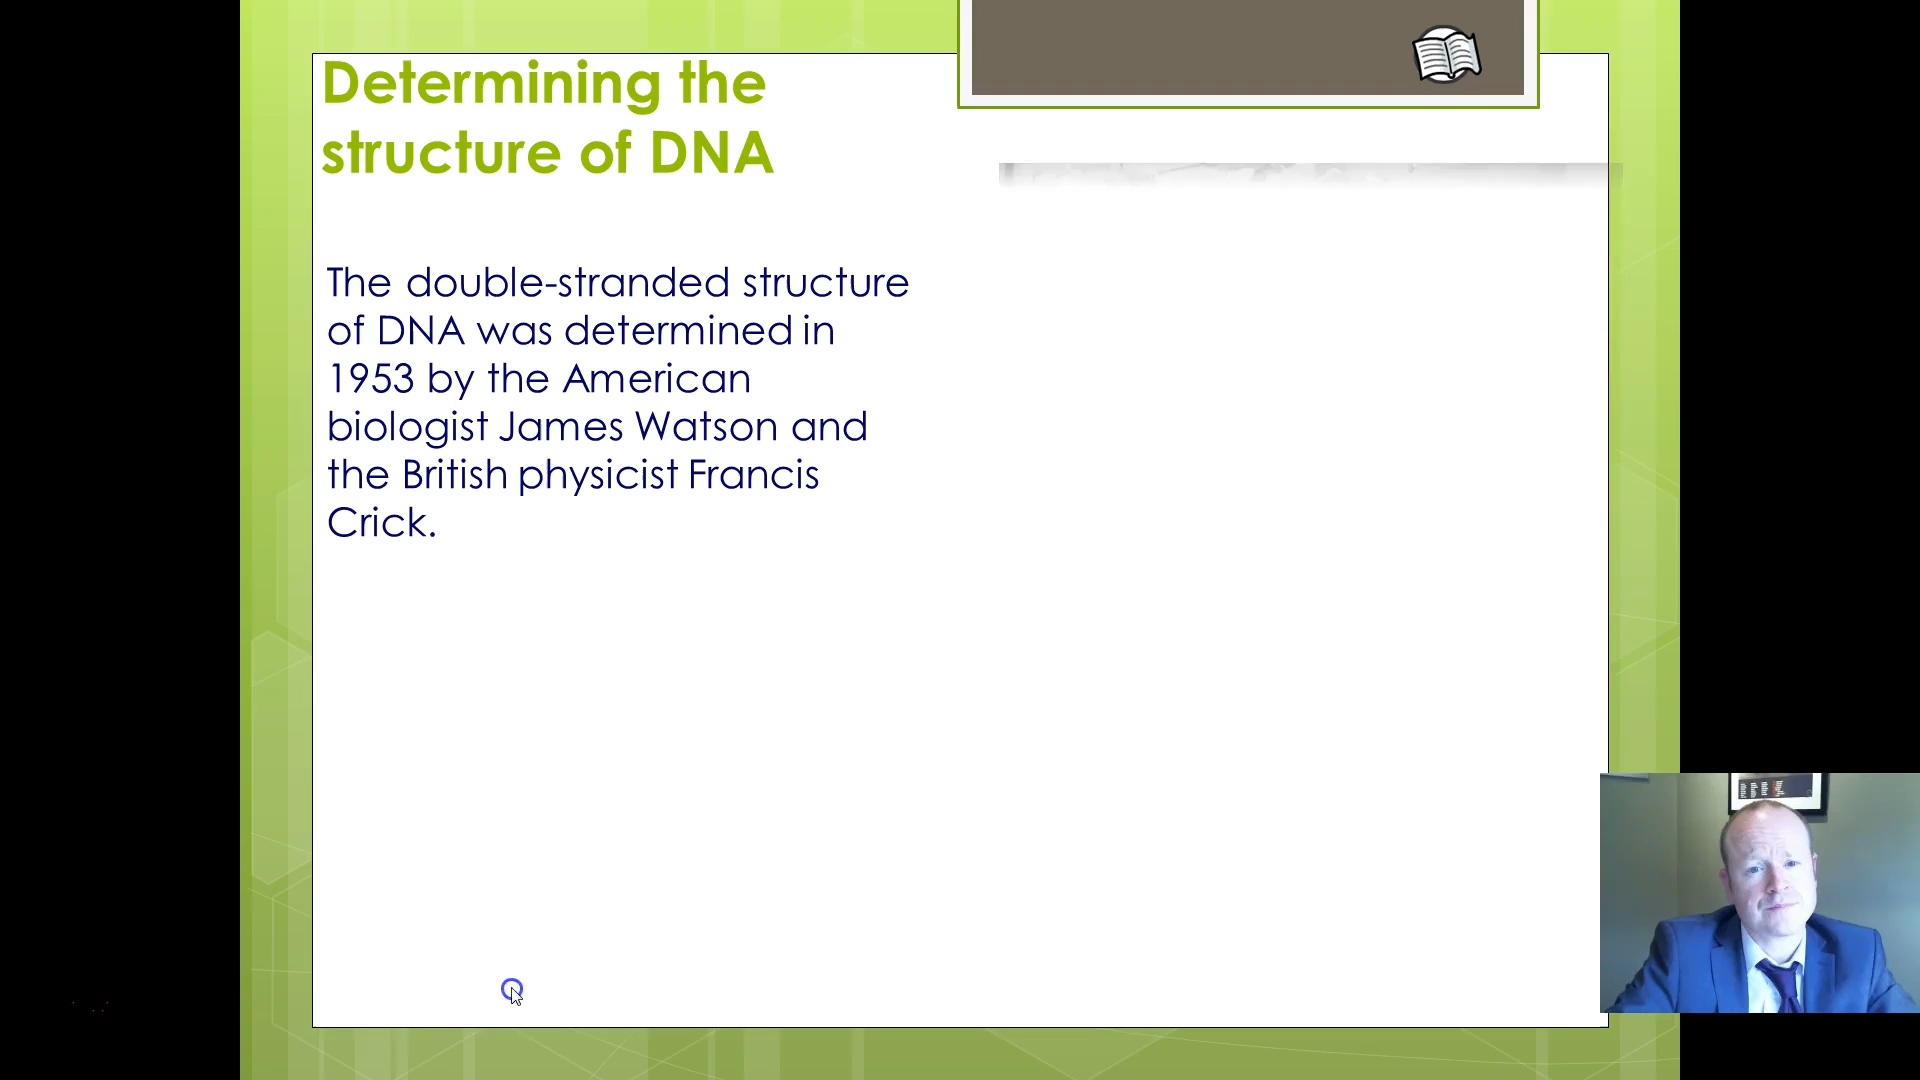 Determining the
structure of DNA
The double-stranded structure
of DNA was determined in
1953 by the American
biologist James Watson and
the British physicist Francis
Crick.